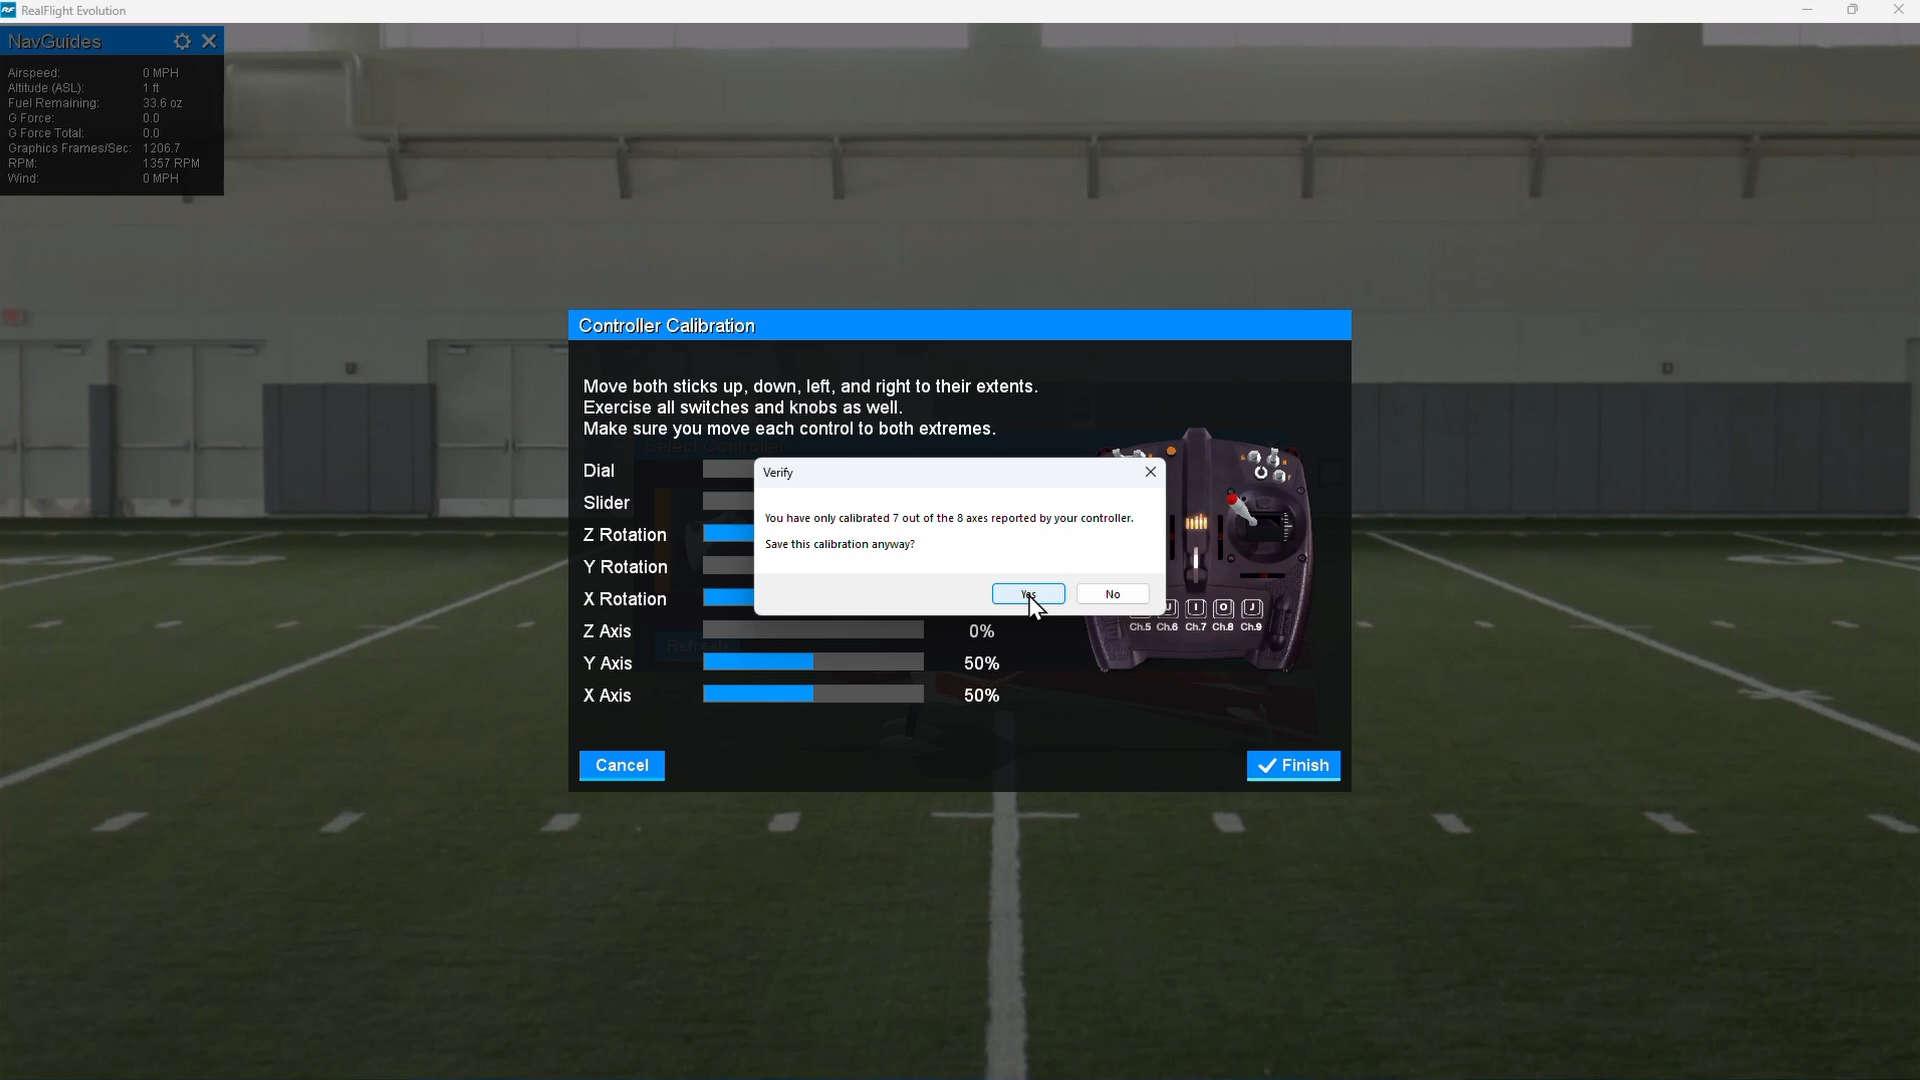 RealFlight Evolution
NavGuides
Airspeed: 0 MPH
Altitude (ASL): 1 ft
Fuel Remaining: 33.6 oz
G Force: 0.0
G Force Total: 0.0
Graphics Frames/Sec: 1206.7
RPM: 1357 RPM
Wind: 0 MPH
Controller Calibration
Move both sticks up, down, left, and right to their extents.
Exercise all switches and knobs as well.
Make sure you move each control to both extremes.
Select Controller
Dial
Slider
Z Rotation
Y Rotation
X Rotation
Z Axis 0%
Y Axis 50%
X Axis 50%
Refresh
Verify
You have only calibrated 7 out of the 8 axes reported by your controller.
Save this calibration anyway?
Yes No
U I O J
Ch.5 Ch.6 Ch.7 Ch.8 Ch.9
Cancel Finish